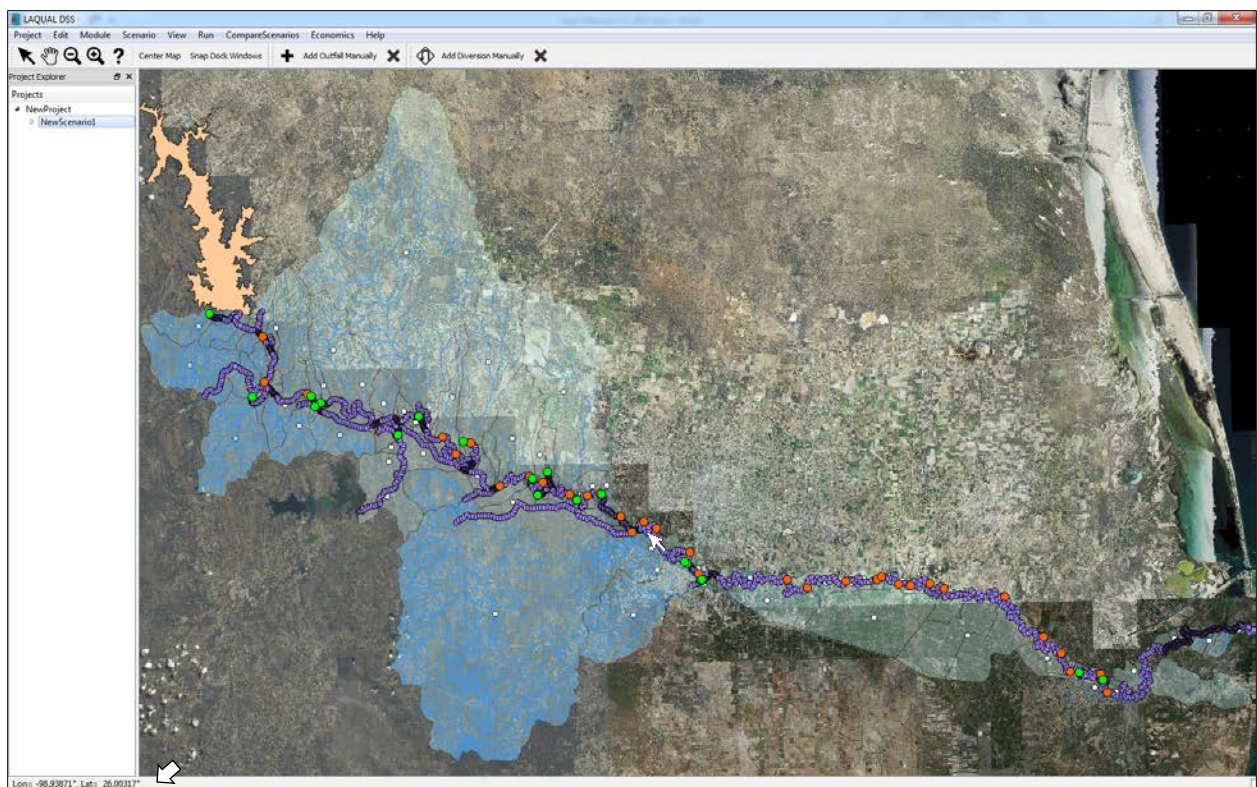 LAQUAL DSS
Project Edit Module Scenario View Run CompareScenarios Economics Help
? Center Map Snap Dock Windows Add Outfall Manually Add Diversion Manually
Project Explorer
Projects
NewProject
NewScenario1
Lon= -98.93871°, Lat= 26.00317°